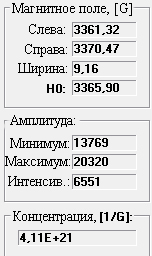 Магнитное поле, [G]
Слева: 3361,32
Справа: 3370,47
Ширина: 9,16
H0: 3365,90
Амплитуда:
Минимум: 13769
Максимум: 20320
Интенсив.: 6551
Концентрация, [1/G]:
4,11E+21